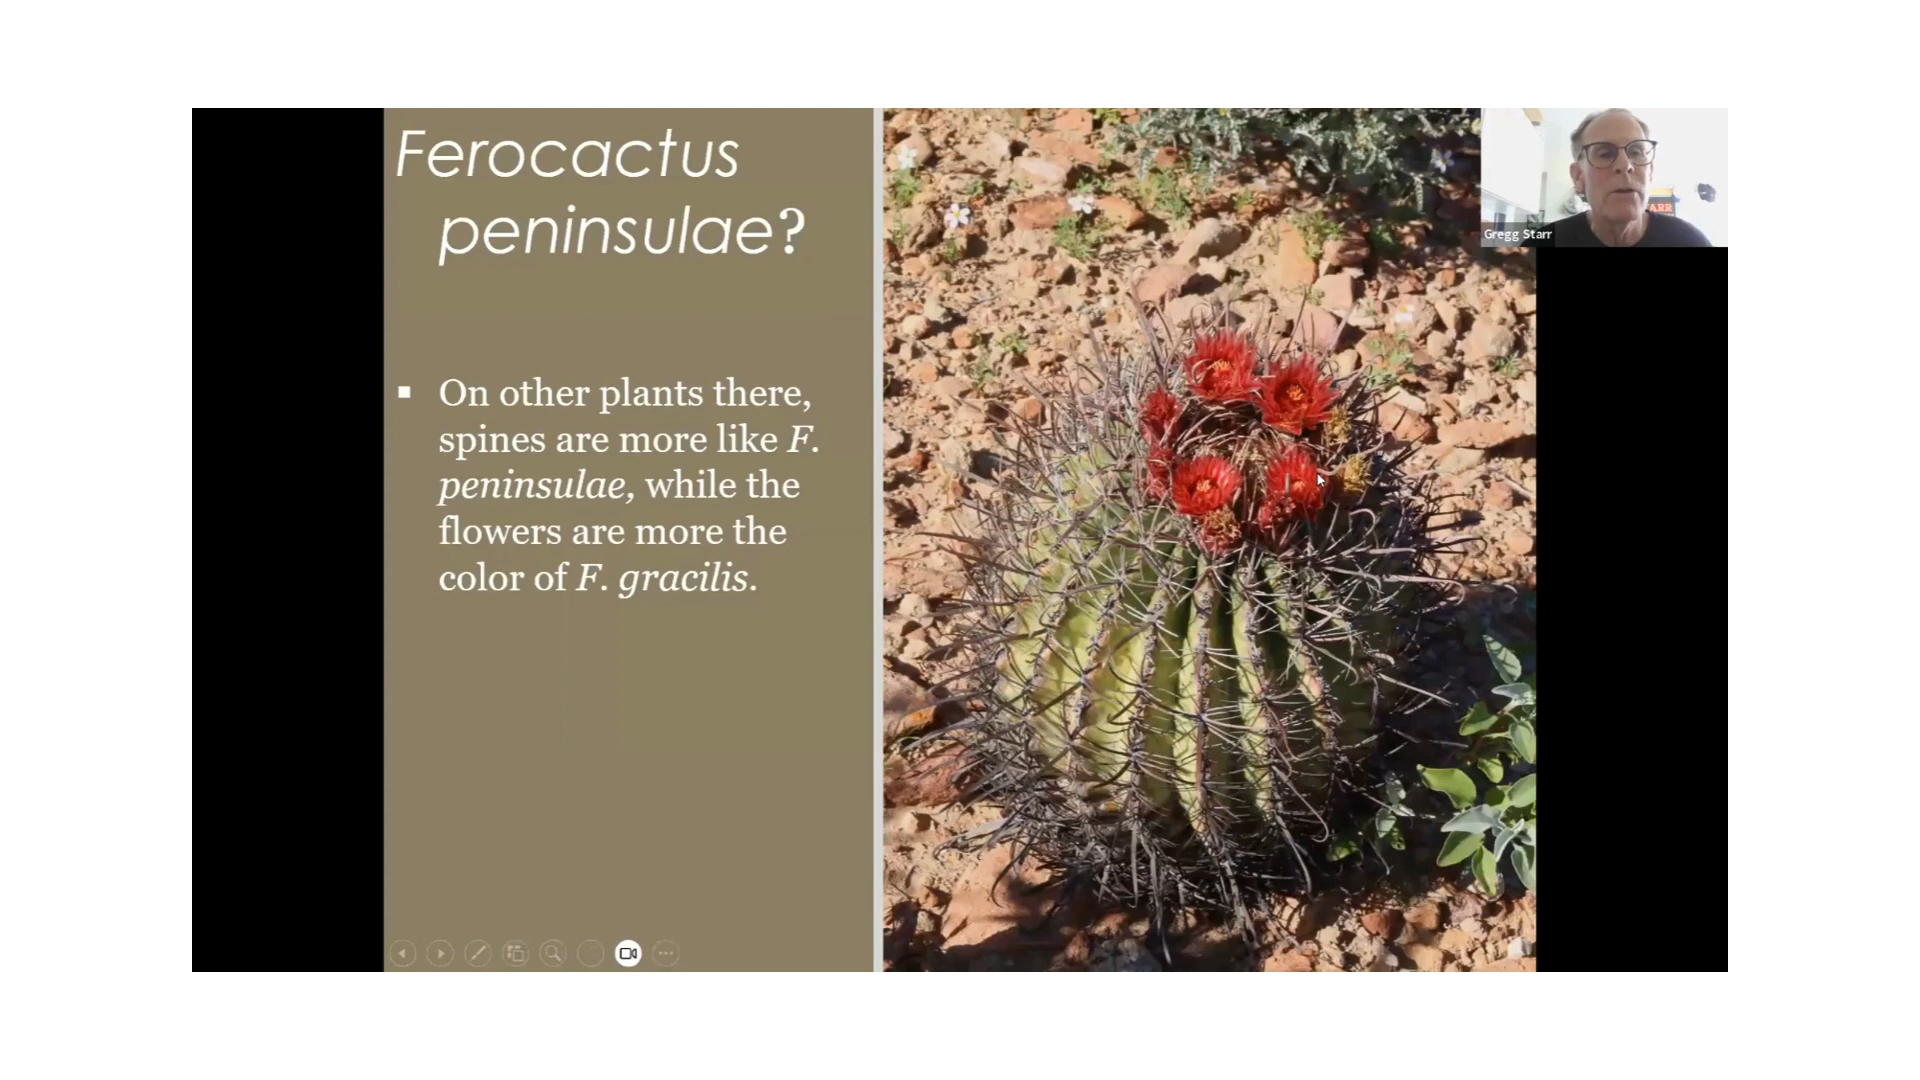 Ferocactus
peninsulae?
On other plants there,
spines are more like F.
peninsulae, while the
flowers are more the
color of F. gracilis.
Gregg Starr